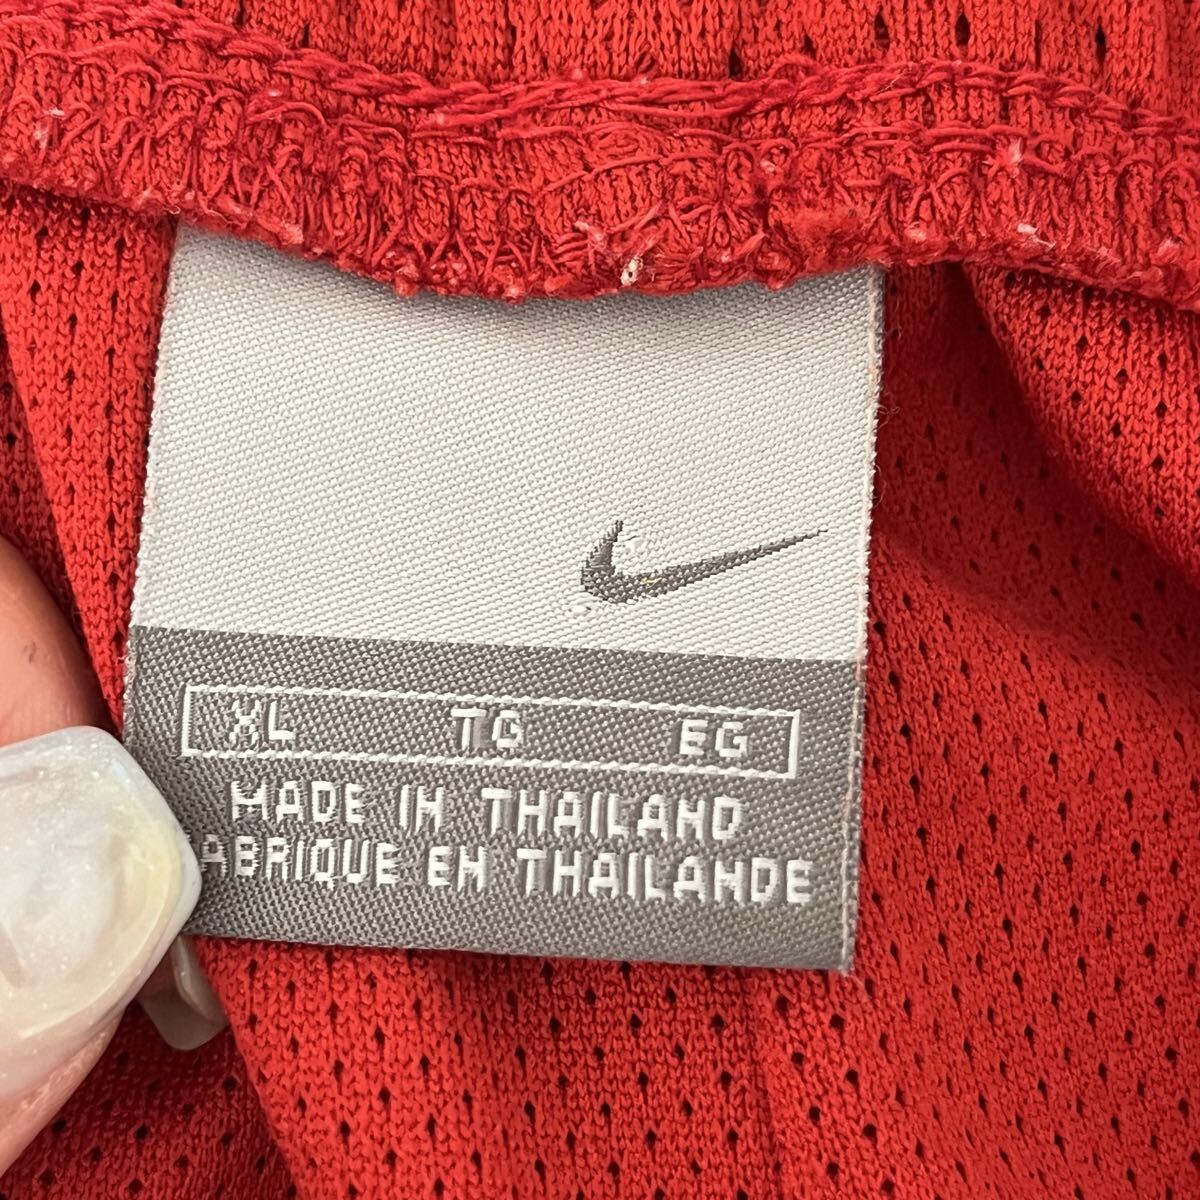 XL TG EG
MADE IN THAILAND
ABRIQUE EN THAILANDE